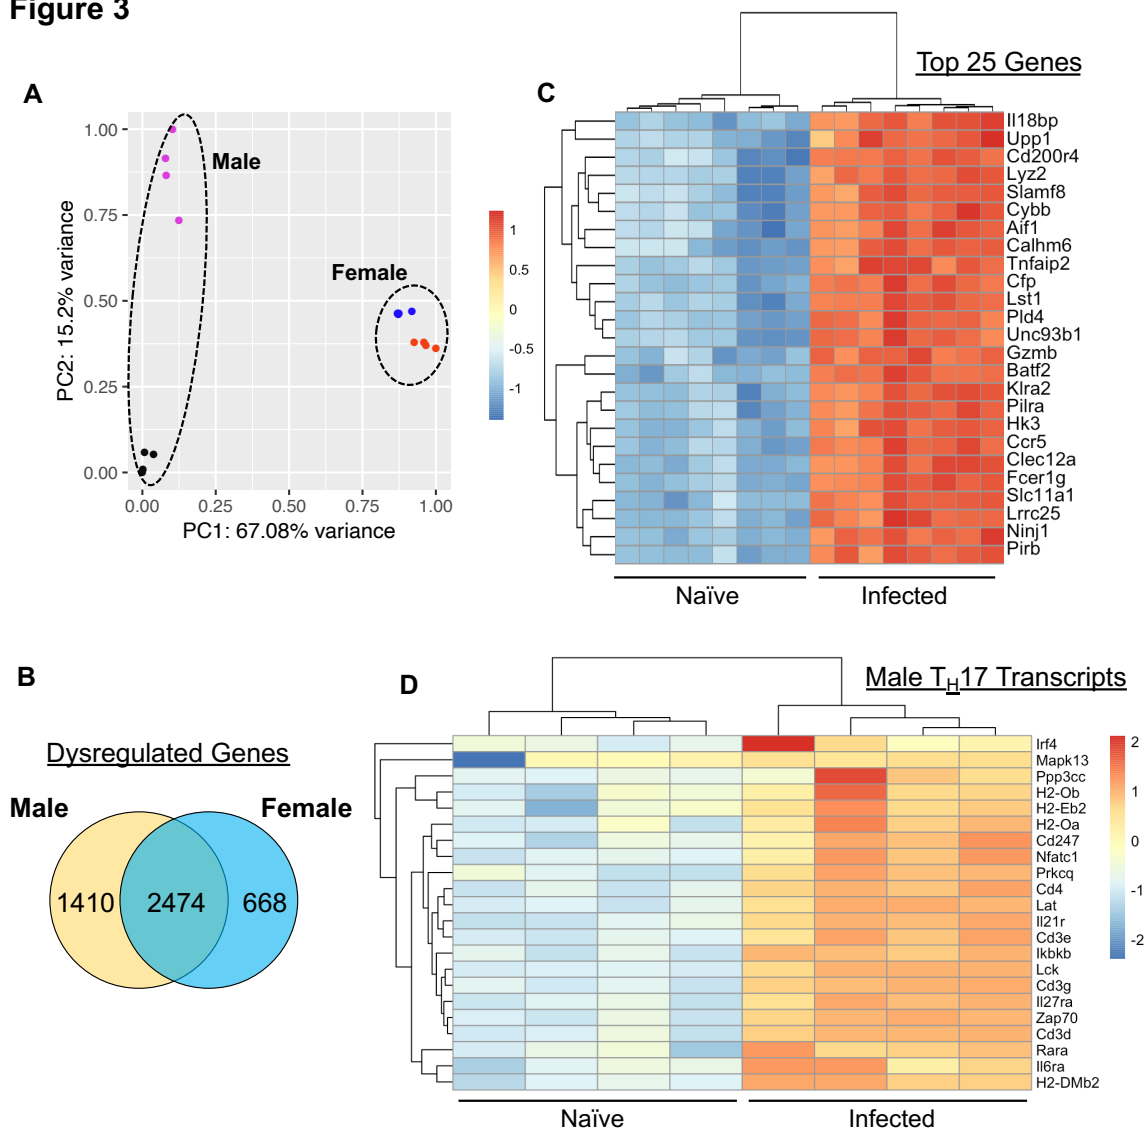 Figure 3
A
1.00
0.75
0.50
0.25
0.00
PC2: 15.2% variance
Male
Female
0.00 0.25 0.50 0.75 1.00
PC1: 67.08% variance
C
Top 25 Genes
1
0.5
0
-0.5
-1
Il18bp
Upp1
Cd200r4
Lyz2
Slamf8
Cybb
Aif1
Calhm6
Tnfaip2
Cfp
Lst1
Pld4
Unc93b1
Gzmb
Batf2
Klra2
Pilra
Hk3
Ccr5
Clec12a
Fcer1g
Slc11a1
Lrrc25
Ninj1
Pirb
Naïve Infected
B
Dysregulated Genes
Male Female
1410 2474 668
D
Male TH17 Transcripts
Irf4
Mapk13
Ppp3cc
H2-Ob
H2-Eb2
H2-Oa
Cd247
Nfatc1
Prkcq
Cd4
Lat
Il21r
Cd3e
Ikbkb
Lck
Cd3g
Il27ra
Zap70
Cd3d
Rara
Il6ra
H2-DMb2
2
1
0
-1
-2
Naïve Infected